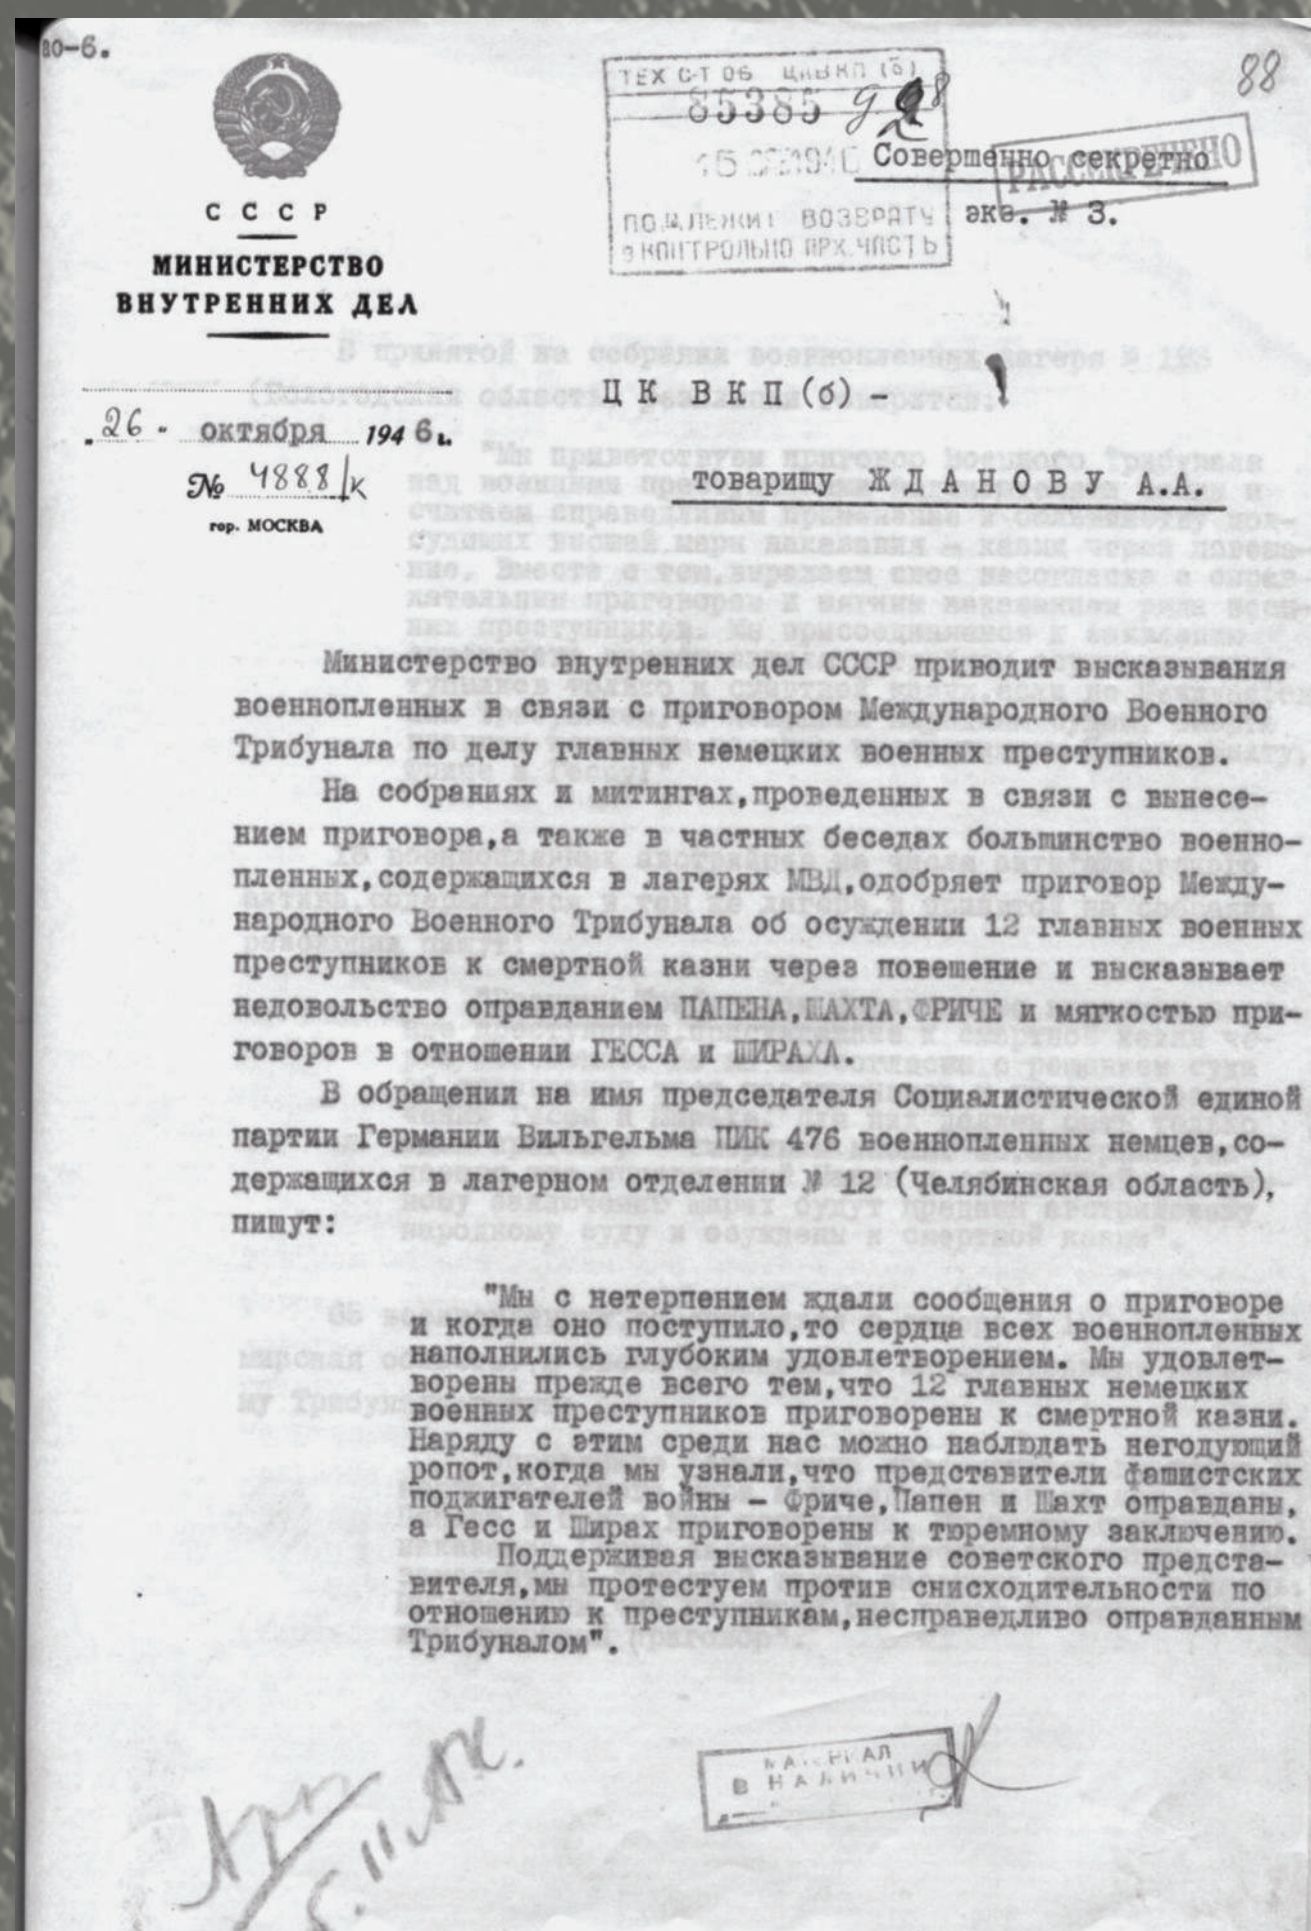 во-6.
88
ТЕХ С-Т ОБ ЦК ВКП (б)
85385
Совершенно секретно
РАССЕКРЕЧЕНО
экз. № 3.
ПОДЛЕЖИТ ВОЗВРАТУ
В КОНТРОЛЬНО АРХ. ЧАСТЬ
С С С Р
МИНИСТЕРСТВО
ВНУТРЕННИХ ДЕЛ
26 октября 1946 г.
№ 4888/к
гор. МОСКВА
Ц К В К П (б) –
товарищу Ж Д А Н О В У А.А.
Министерство внутренних дел СССР приводит высказывания
военнопленных в связи с приговором Международного Военного
Трибунала по делу главных немецких военных преступников.
На собраниях и митингах,проведенных в связи с вынесе–
нием приговора,а также в частных беседах большинство военно–
пленных,содержащихся в лагерях МВД,одобряет приговор Между–
народного Военного Трибунала об осуждении 12 главных военных
преступников к смертной казни через повешение и высказывает
недовольство оправданием ПАПЕНА,ШАХТА,ФРИЧЕ и мягкостью при–
говоров в отношении ГЕССА и ШИРАХА.
В обращении на имя председателя Социалистической единой
партии Германии Вильгельма ПИК 476 военнопленных немцев,со–
держащихся в лагерном отделении № 12 (Челябинская область),
пишут:
"Мы с нетерпением ждали сообщения о приговоре
и когда оно поступило,то сердца всех военнопленных
наполнились глубоким удовлетворением. Мы удовлет–
ворены прежде всего тем,что 12 главных немецких
военных преступников приговорены к смертной казни.
Наряду с этим среди нас можно наблюдать негодующий
ропот,когда мы узнали,что представители фашистских
поджигателей войны – Фриче,Папен и Шахт оправданы,
а Гесс и Ширах приговорены к тюремному заключению.
Поддерживая высказывание советского предста–
вителя,мы протестуем против снисходительности по
отношению к преступникам,несправедливо оправданным
Трибуналом".
МАТЕРИАЛ
В НАЛИЧИИ